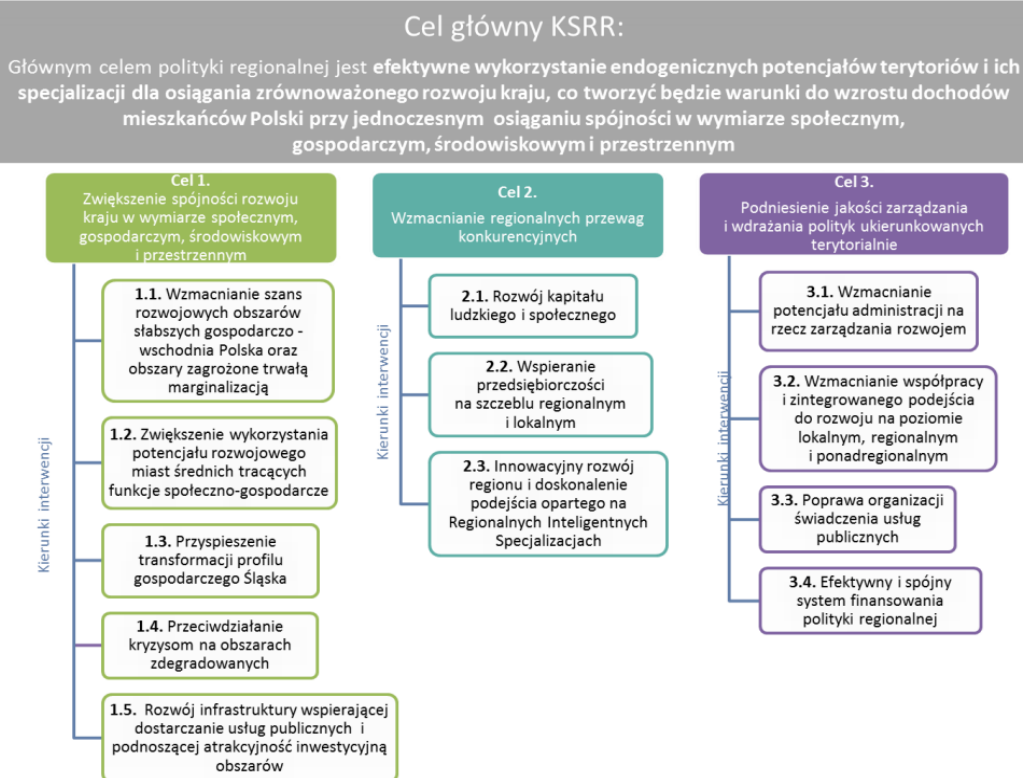 Cel główny KSRR:
Głównym celem polityki regionalnej jest efektywne wykorzystanie endogenicznych potencjałów terytoriów i ich
specjalizacji dla osiągania zrównoważonego rozwoju kraju, co tworzyć będzie warunki do wzrostu dochodów
mieszkańców Polski przy jednoczesnym osiąganiu spójności w wymiarze społecznym,
gospodarczym, środowiskowym i przestrzennym
Cel 1.
Zwiększenie spójności rozwoju
kraju w wymiarze społecznym,
gospodarczym, środowiskowym
i przestrzennym
Kierunki interwencji
1.1. Wzmacnianie szans
rozwojowych obszarów
słabszych gospodarczo -
wschodnia Polska oraz
obszary zagrożone trwałą
marginalizacją
1.2. Zwiększenie wykorzystania
potencjału rozwojowego
miast średnich tracących
funkcje społeczno-gospodarcze
1.3. Przyspieszenie
transformacji profilu
gospodarczego Śląska
1.4. Przeciwdziałanie
kryzysom na obszarach
zdegradowanych
1.5. Rozwój infrastruktury wspierającej
dostarczanie usług publicznych i
podnoszącej atrakcyjność inwestycyjną
obszarów
Cel 2.
Wzmacnianie regionalnych przewag
konkurencyjnych
Kierunki interwencji
2.1. Rozwój kapitału
ludzkiego i społecznego
2.2. Wspieranie
przedsiębiorczości
na szczeblu regionalnym
i lokalnym
2.3. Innowacyjny rozwój
regionu i doskonalenie
podejścia opartego na
Regionalnych Inteligentnych
Specjalizacjach
Cel 3.
Podniesienie jakości zarządzania
i wdrażania polityk ukierunkowanych
terytorialnie
Kierunki interwencji
3.1. Wzmacnianie
potencjału administracji na
rzecz zarządzania rozwojem
3.2. Wzmacnianie współpracy
i zintegrowanego podejścia
do rozwoju na poziomie
lokalnym, regionalnym
i ponadregionalnym
3.3. Poprawa organizacji
świadczenia usług
publicznych
3.4. Efektywny i spójny
system finansowania
polityki regionalnej